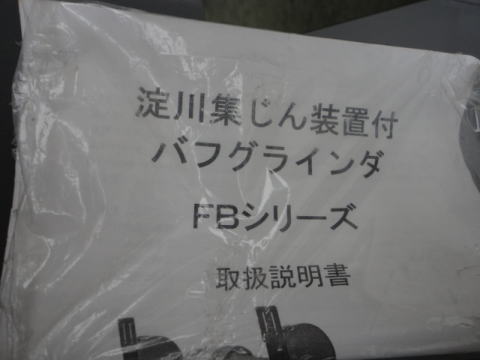 淀川集じん装置付
バフグラインダ
FBシリーズ
取扱説明書